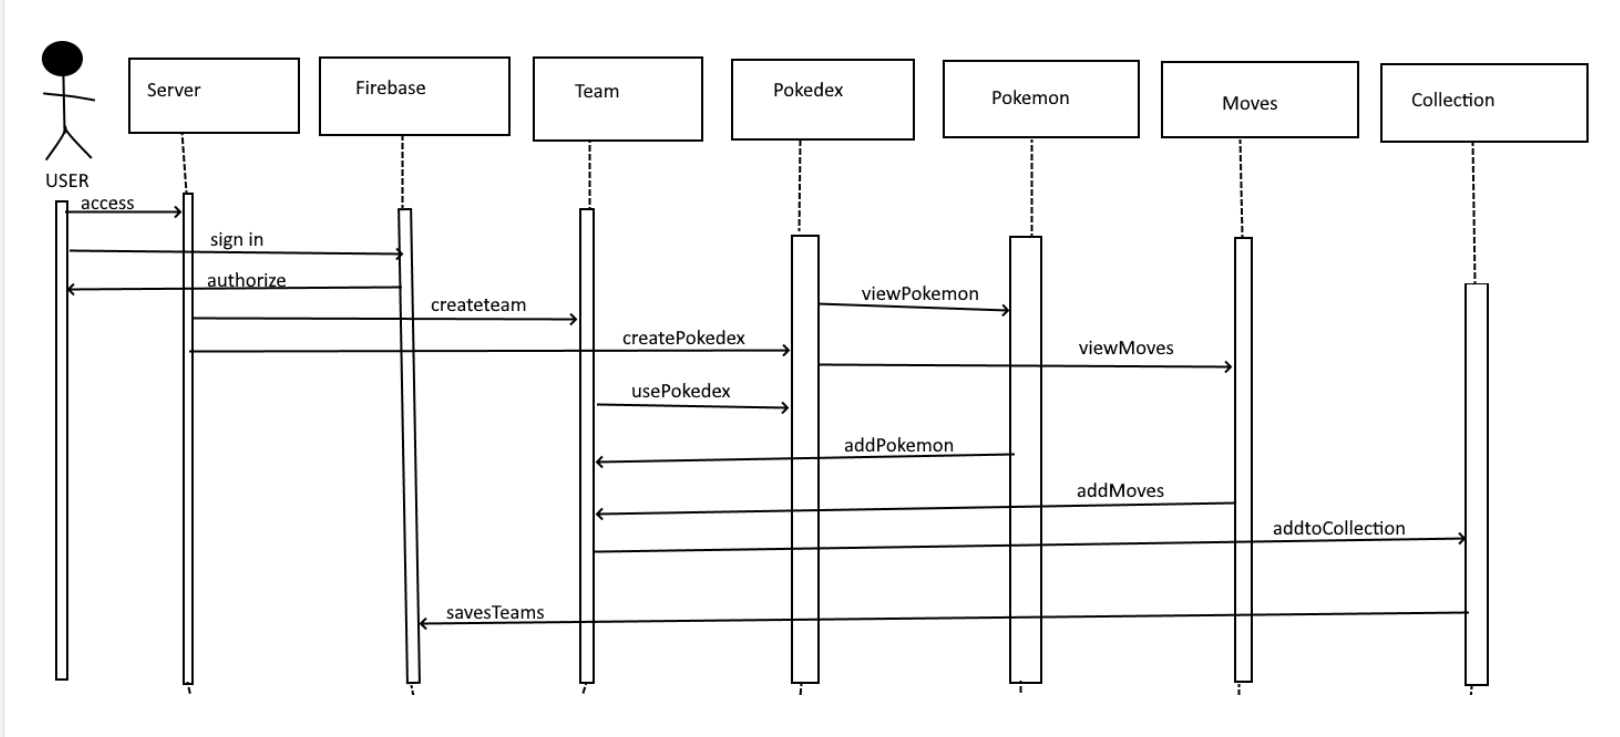 Server
Firebase
Team
Pokedex
Pokemon
Moves
Collection
USER
access
sign in
authorize
createteam
viewPokemon
createPokedex
viewMoves
usePokedex
addPokemon
addMoves
addtoCollection
savesTeams